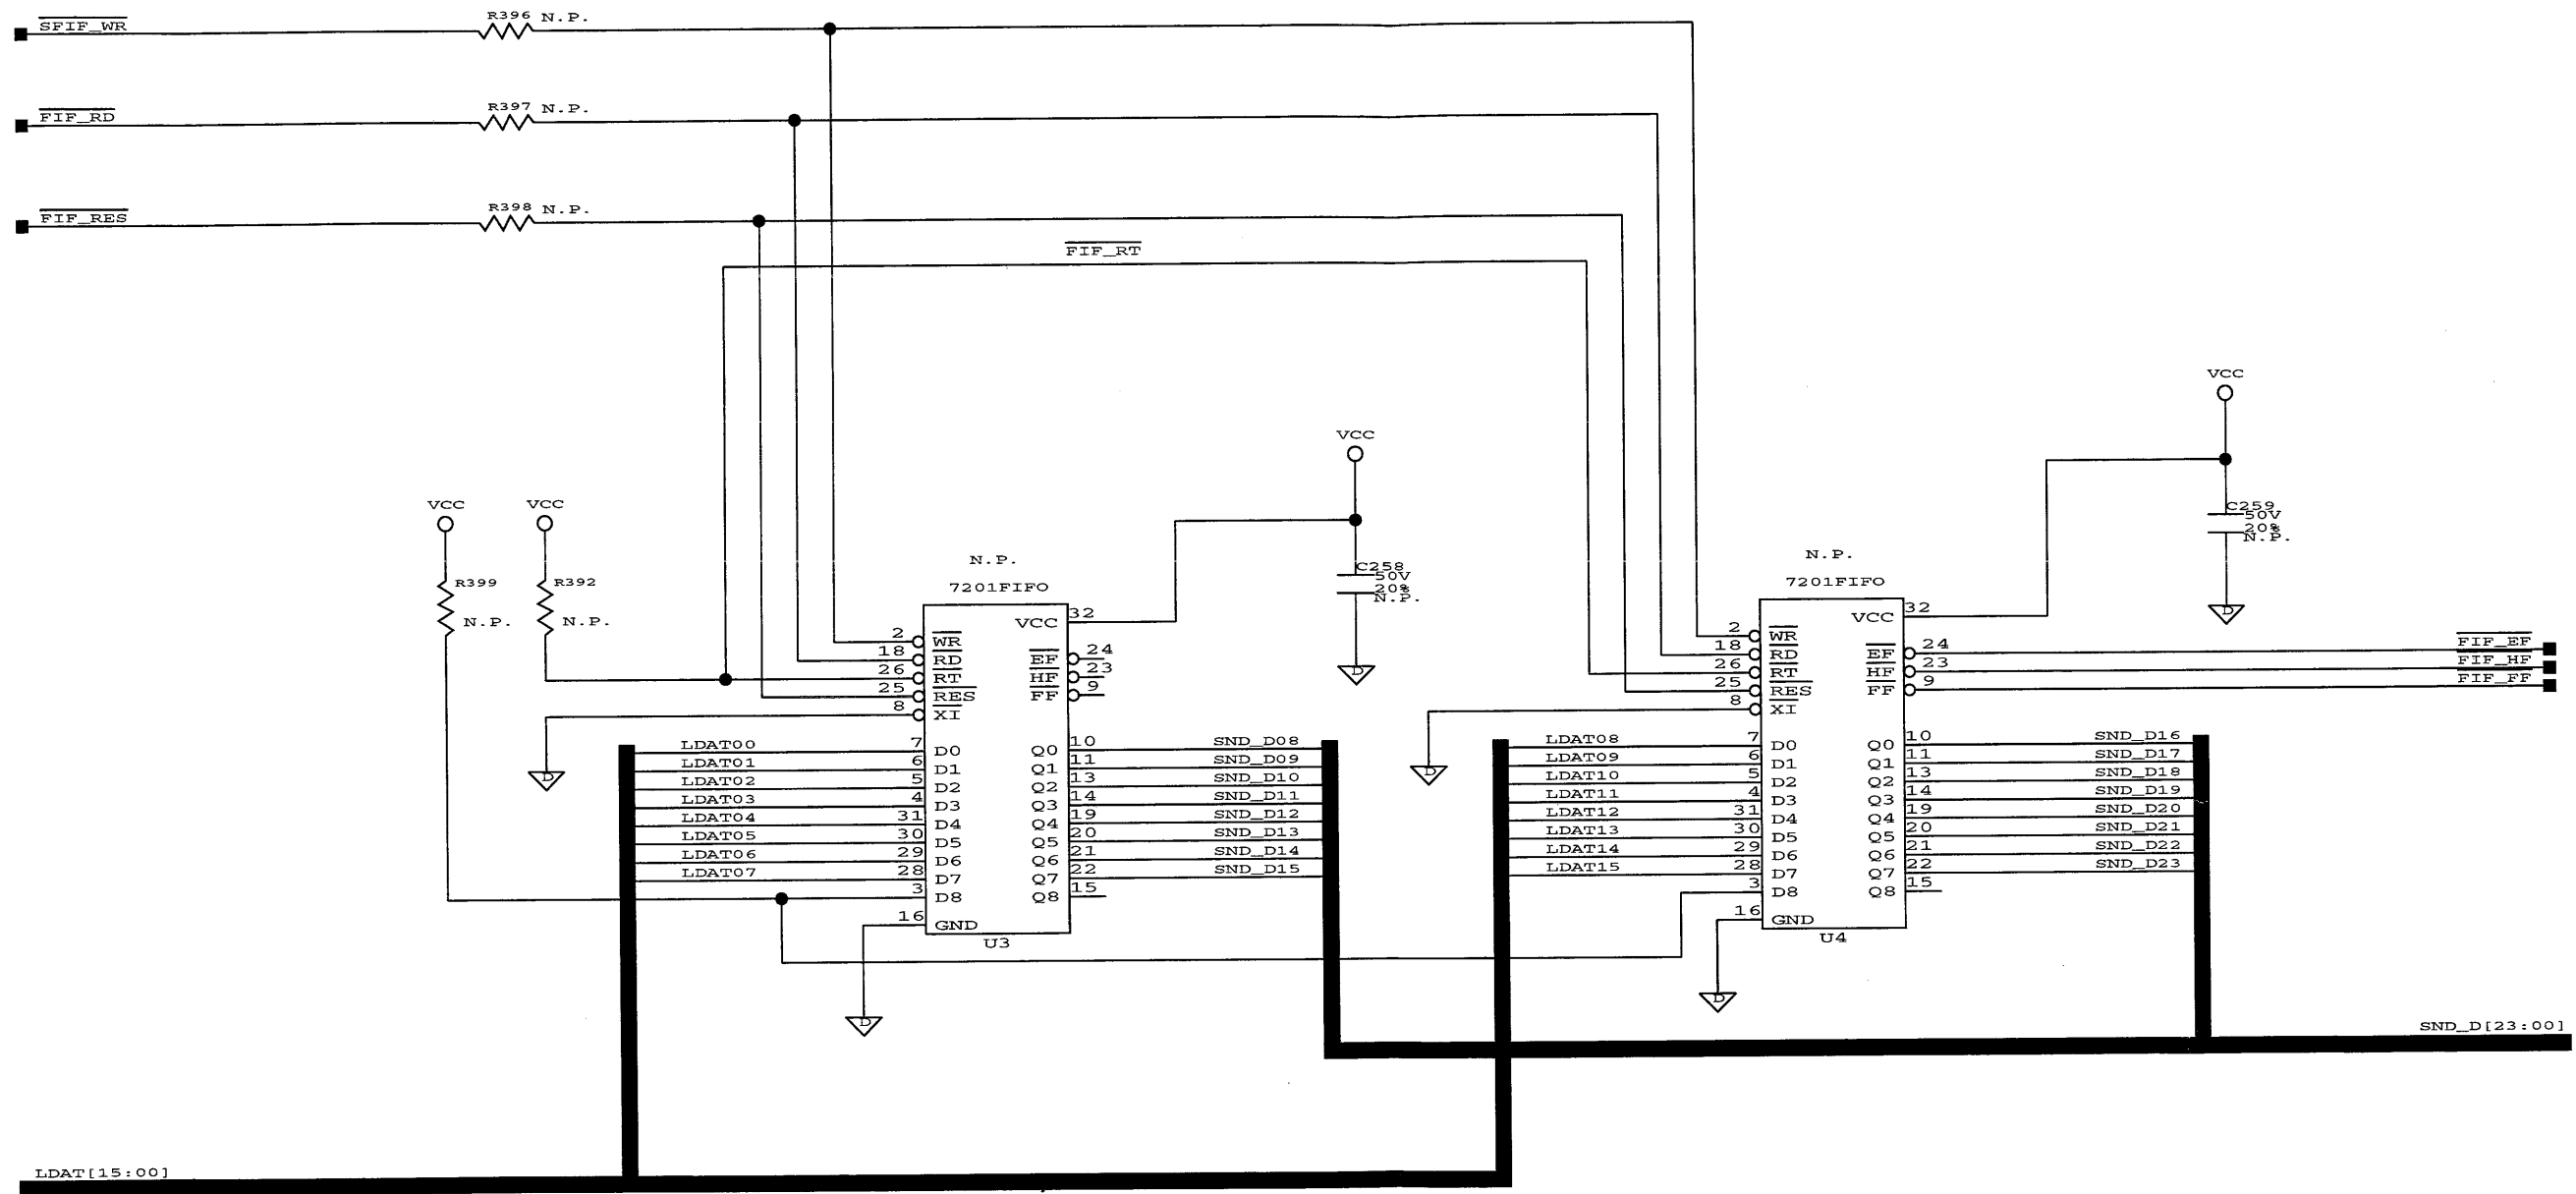 SFIF_WR
R396 N.P.
FIF_RD
R397 N.P.
FIF_RES
R398 N.P.
FIF_RT
VCC
VCC
R399
N.P.
R392
N.P.
N.P.
7201FIFO
VCC 32
2 WR
18 RD
26 RT
25 RES
8 XI
EF 24
HF 23
FF 9
LDAT00 7 D0
LDAT01 6 D1
LDAT02 5 D2
LDAT03 4 D3
LDAT04 31 D4
LDAT05 30 D5
LDAT06 29 D6
LDAT07 28 D7
3 D8
16 GND
Q0 10 SND_D08
Q1 11 SND_D09
Q2 13 SND_D10
Q3 14 SND_D11
Q4 19 SND_D12
Q5 20 SND_D13
Q6 21 SND_D14
Q7 22 SND_D15
Q8 15
U3
D
D
VCC
C258
50V
20%
N.P.
D
N.P.
7201FIFO
VCC 32
2 WR
18 RD
26 RT
25 RES
8 XI
EF 24 FIF_EF
HF 23 FIF_HF
FF 9 FIF_FF
LDAT08 7 D0
LDAT09 6 D1
LDAT10 5 D2
LDAT11 4 D3
LDAT12 31 D4
LDAT13 30 D5
LDAT14 29 D6
LDAT15 28 D7
3 D8
16 GND
Q0 10 SND_D16
Q1 11 SND_D17
Q2 13 SND_D18
Q3 14 SND_D19
Q4 19 SND_D20
Q5 20 SND_D21
Q6 21 SND_D22
Q7 22 SND_D23
Q8 15
U4
D
D
VCC
C259
50V
20%
N.P.
D
SND_D[23:00]
LDAT[15:00]